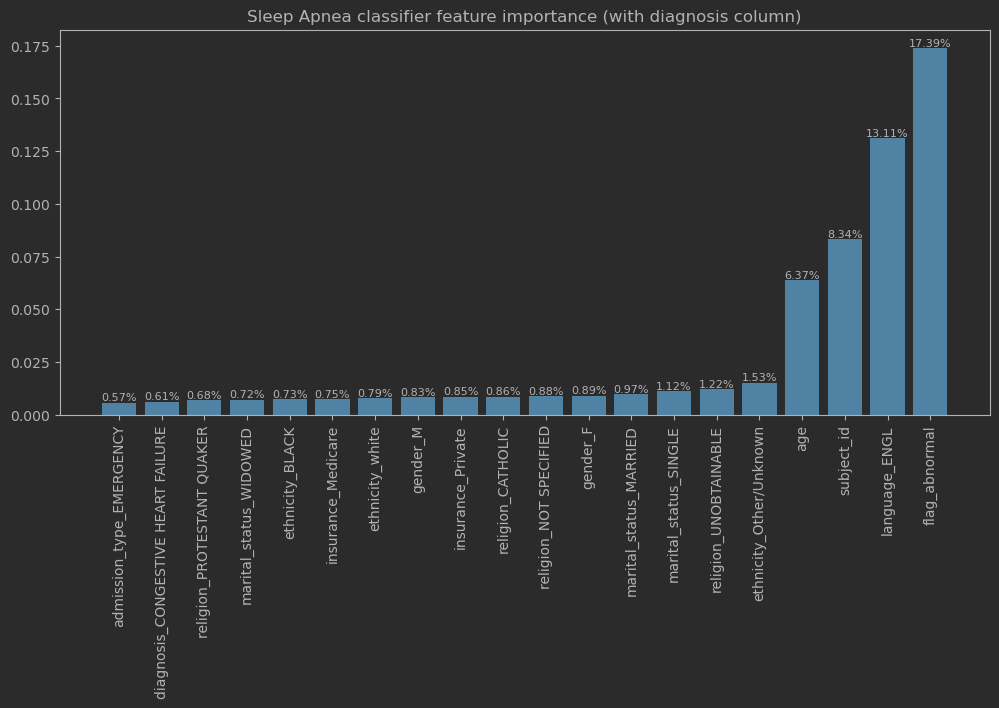 Sleep Apnea classifier feature importance (with diagnosis column)
0.175
0.150
0.125
0.100
0.075
0.050
0.025
0.000
0.57%
0.61%
0.68%
0.72%
0.73%
0.75%
0.79%
0.83%
0.85%
0.86%
0.88%
0.89%
0.97%
1.12%
1.22%
1.53%
6.37%
8.34%
13.11%
17.39%
admission_type_EMERGENCY
diagnosis_CONGESTIVE HEART FAILURE
religion_PROTESTANT QUAKER
marital_status_WIDOWED
ethnicity_BLACK
insurance_Medicare
ethnicity_white
gender_M
insurance_Private
religion_CATHOLIC
religion_NOT SPECIFIED
gender_F
marital_status_MARRIED
marital_status_SINGLE
religion_UNOBTAINABLE
ethnicity_Other/Unknown
age
subject_id
language_ENGL
flag_abnormal